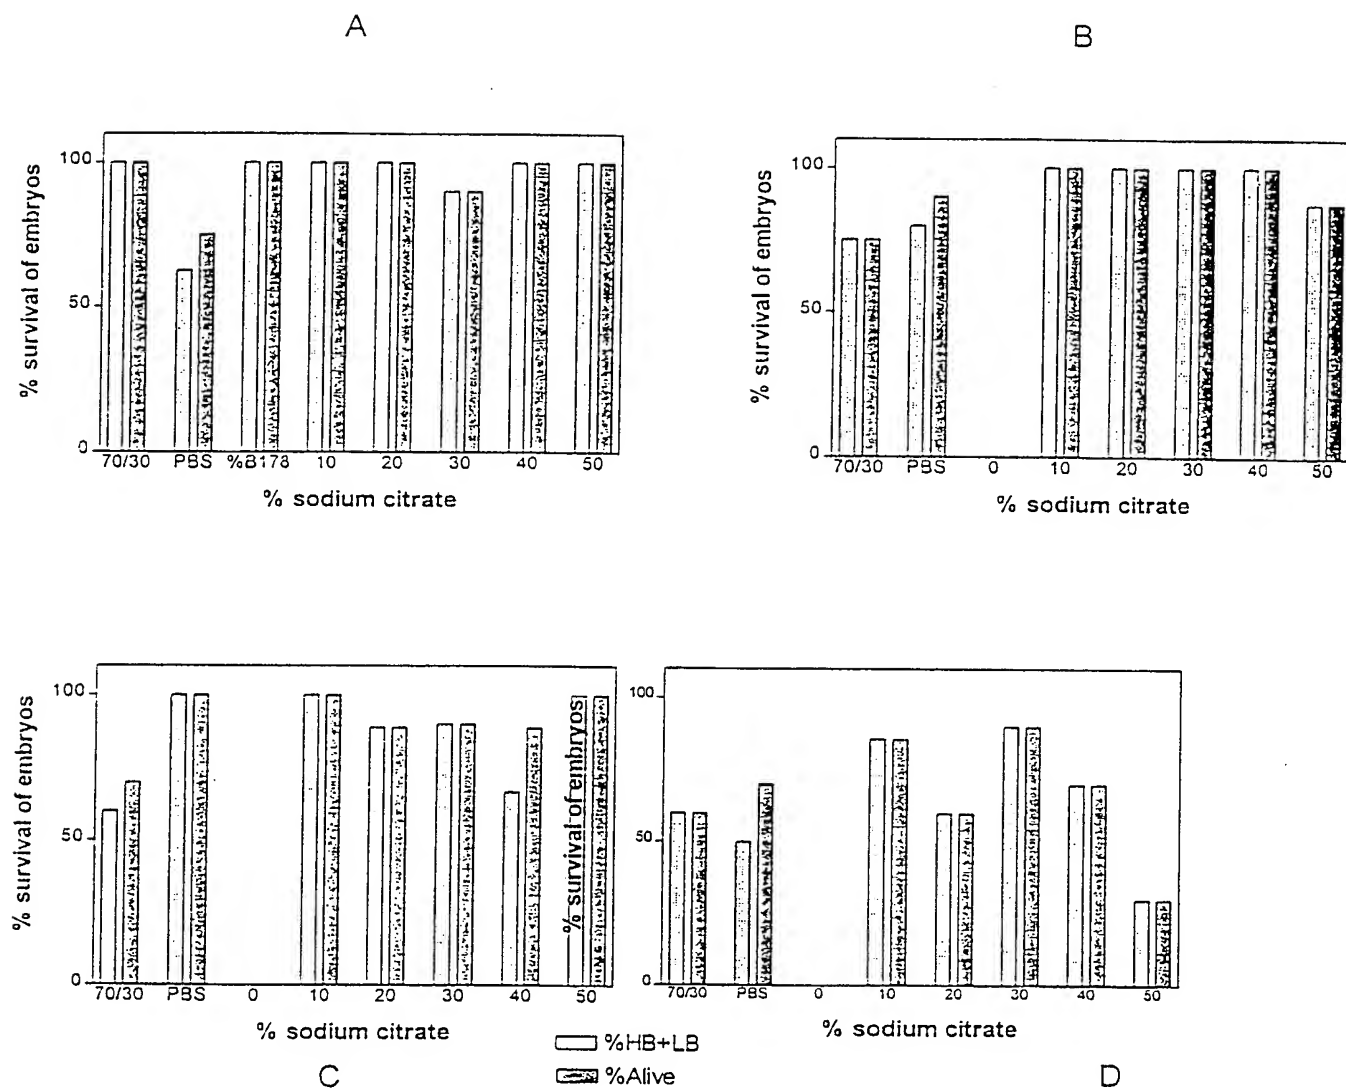 A
B
% survival of embryos
100
50
0
70/30 PBS %B178 10 20 30 40 50
% sodium citrate
% survival of embryos
100
50
0
70/30 PBS 0 10 20 30 40 50
% sodium citrate
% survival of embryos
100
50
0
70/30 PBS 0 10 20 30 40 50
% sodium citrate
% survival of embryos
100
50
0
70/30 PBS 0 10 20 30 40 50
% sodium citrate
%HB+LB
%Alive
C
D